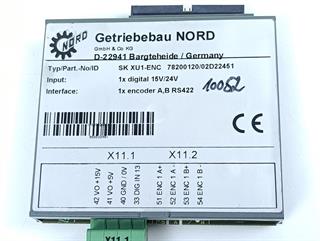 NORD
Getriebebau NORD
GmbH & Co KG
D-22941 Bargteheide / Germany
Typ/Part.-No/ID SK XU1-ENC 78200120/02D22451
Input: 1x digital 15V/24V
Interface: 1x encoder A,B RS422
10052
X11.1 X11.2
42 VO +15V
41 VO +5V
40 GND / 0V
33 DIG IN 13
51 ENC 1 A+
52 ENC 1 A -
53 ENC 1 B+
54 ENC 1 B -
X11.1